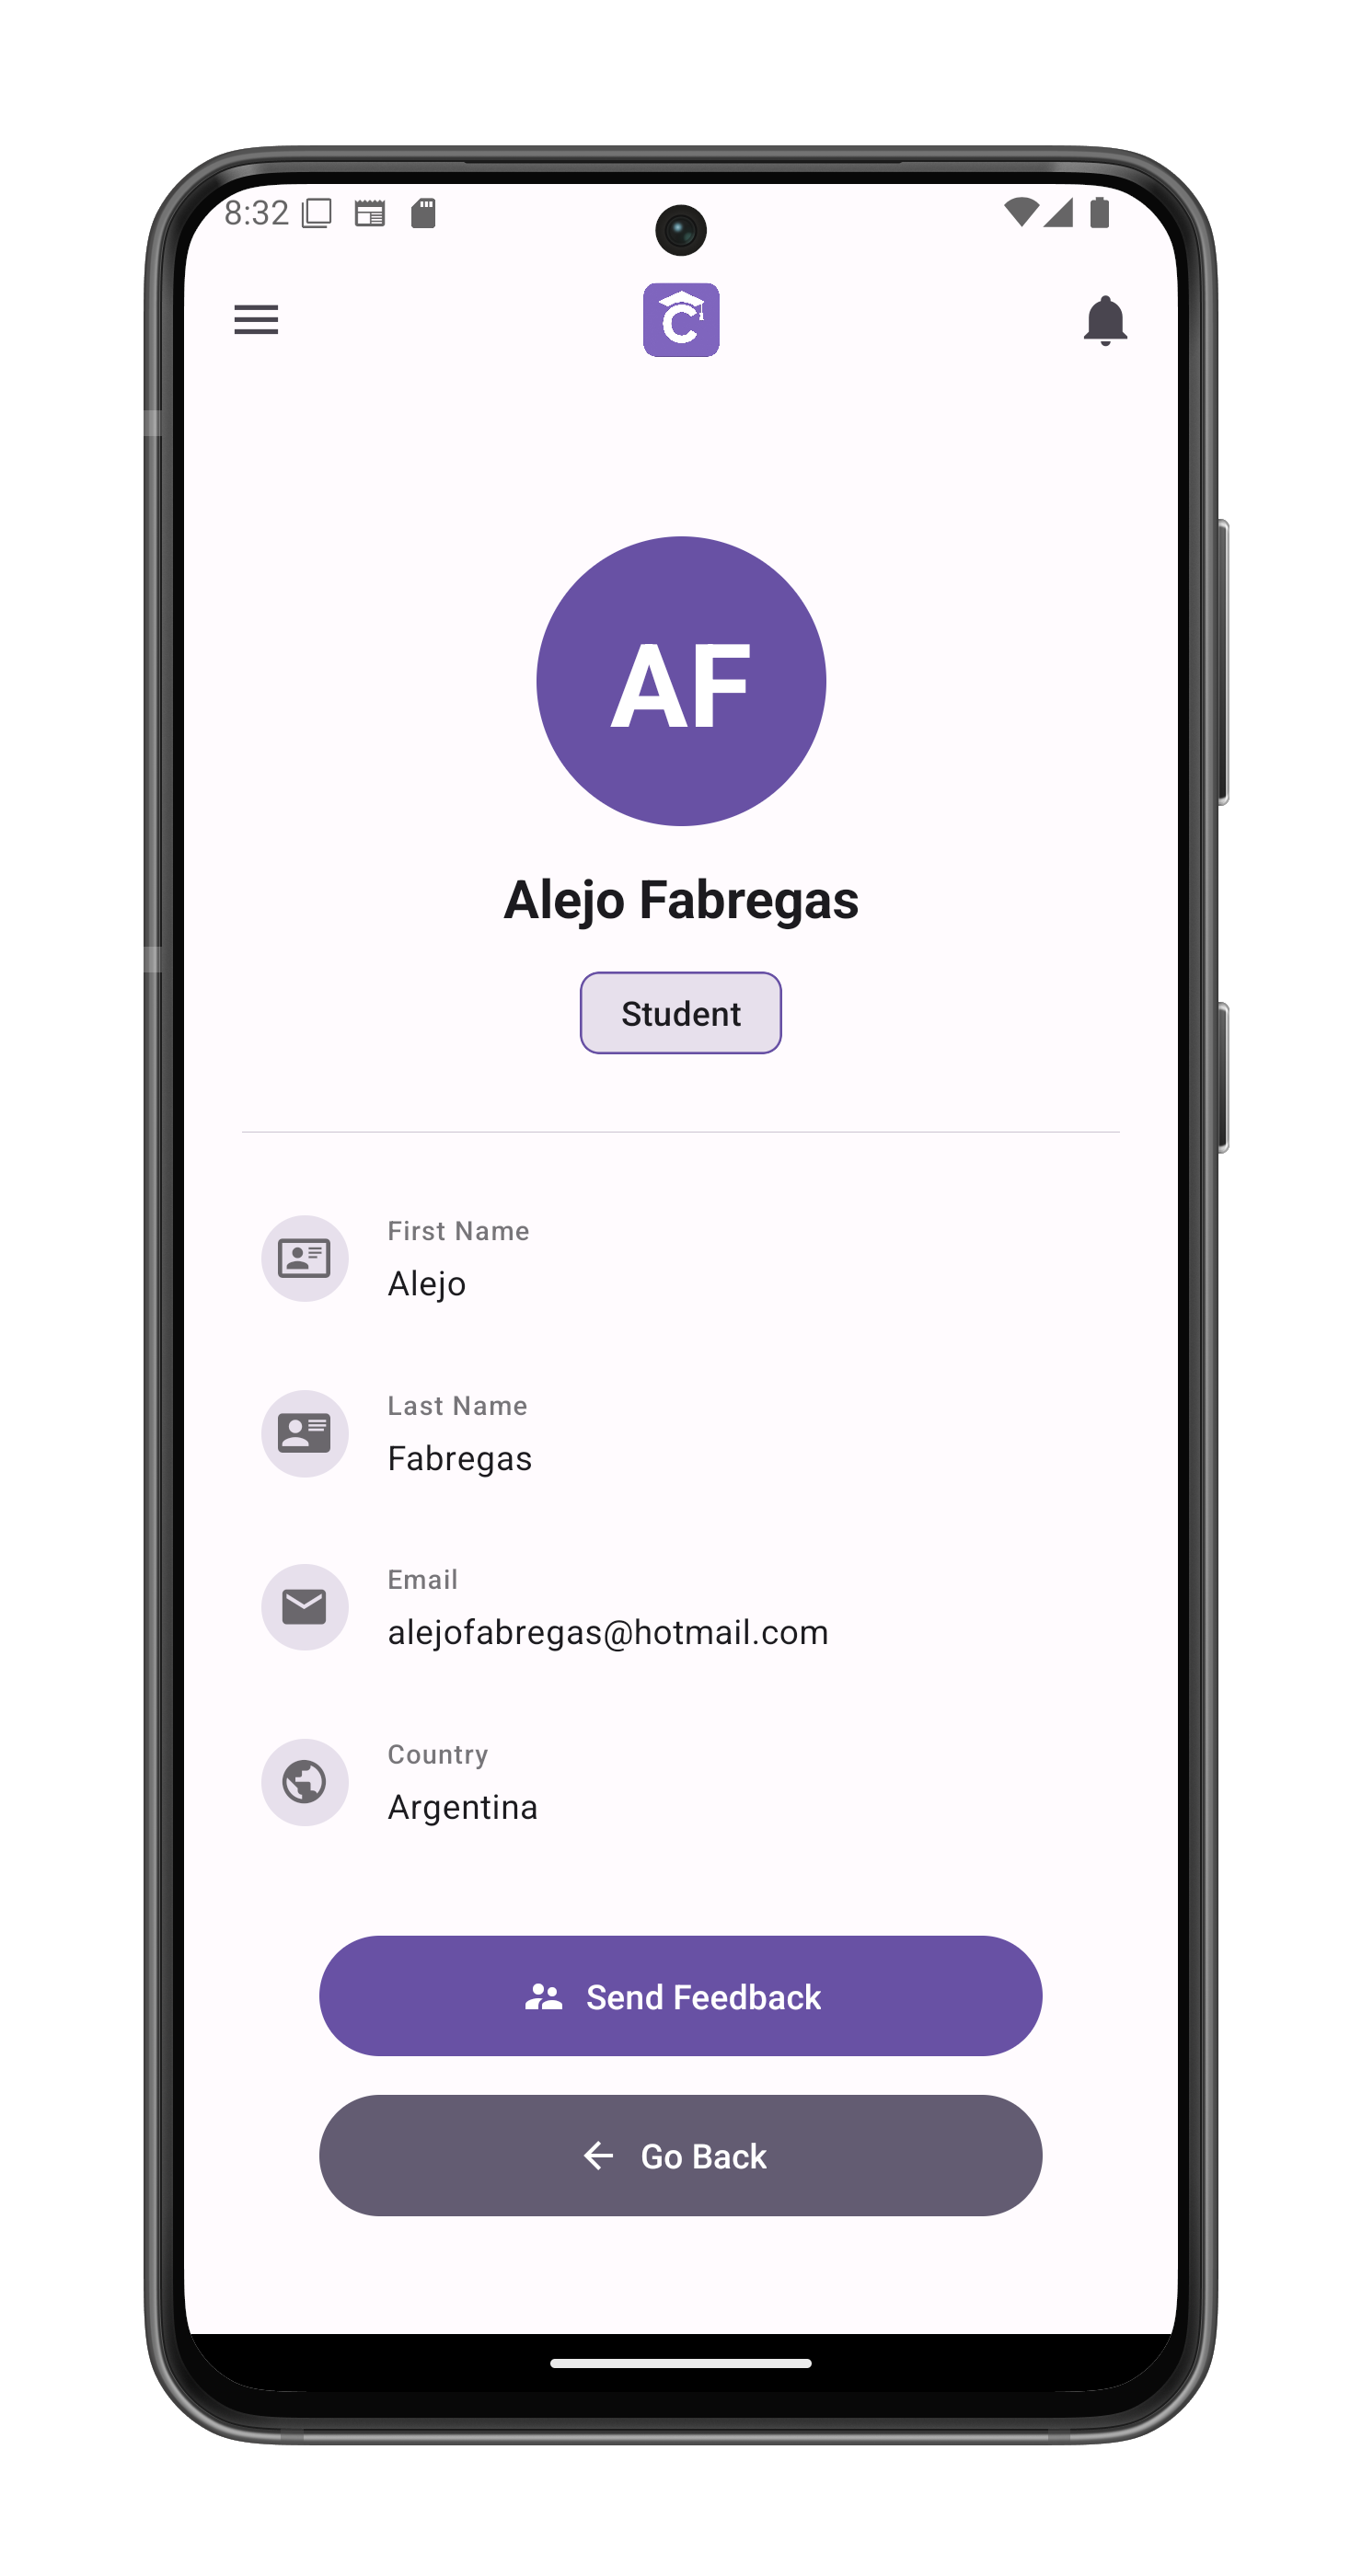 8:32
C
AF
Alejo Fabregas
Student
First Name
Alejo
Last Name
Fabregas
Email
alejofabregas@hotmail.com
Country
Argentina
Send Feedback
Go Back